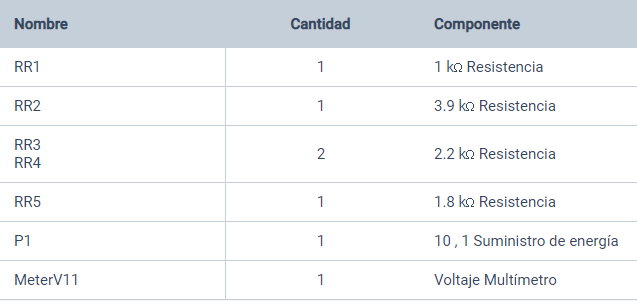 Nombre Cantidad Componente
RR1 1 1 kΩ Resistencia
RR2 1 3.9 kΩ Resistencia
RR3
RR4 2 2.2 kΩ Resistencia
RR5 1 1.8 kΩ Resistencia
P1 1 10 , 1 Suministro de energía
MeterV11 1 Voltaje Multímetro